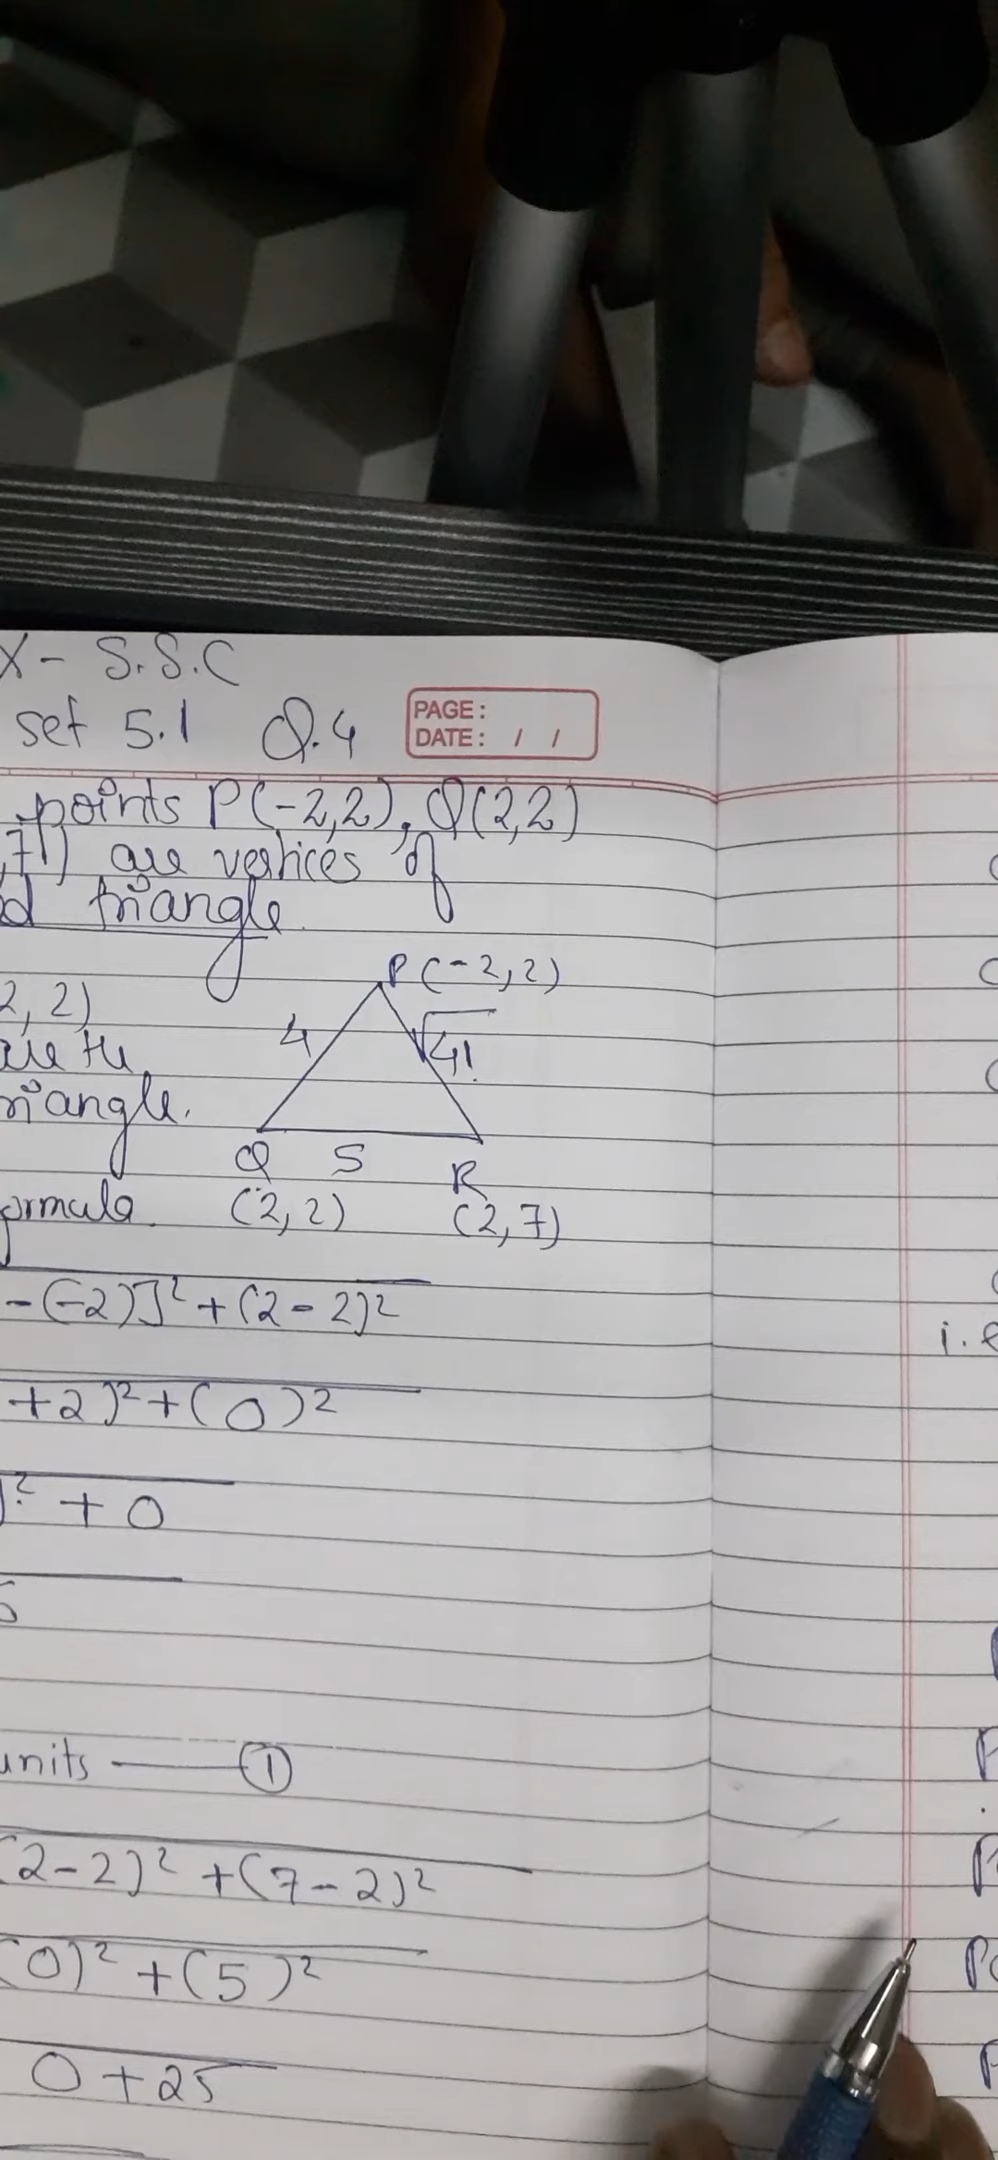 X - S.S.C
set 5.1 Q.4
PAGE:
DATE: / /
points P(-2,2), Q(2,2)
,7) are vertices of
d triangle.
P(-2,2)
2, 2)
4
√41
are the
riangle.
Q 5 R
ormula. (2,2) (2,7)
-(-2)]² + (2-2)²
+2)² + (0)²
)² + 0
i.e
units — ①
(2-2)² + (7-2)²
(0)² + (5)²
0 + 25